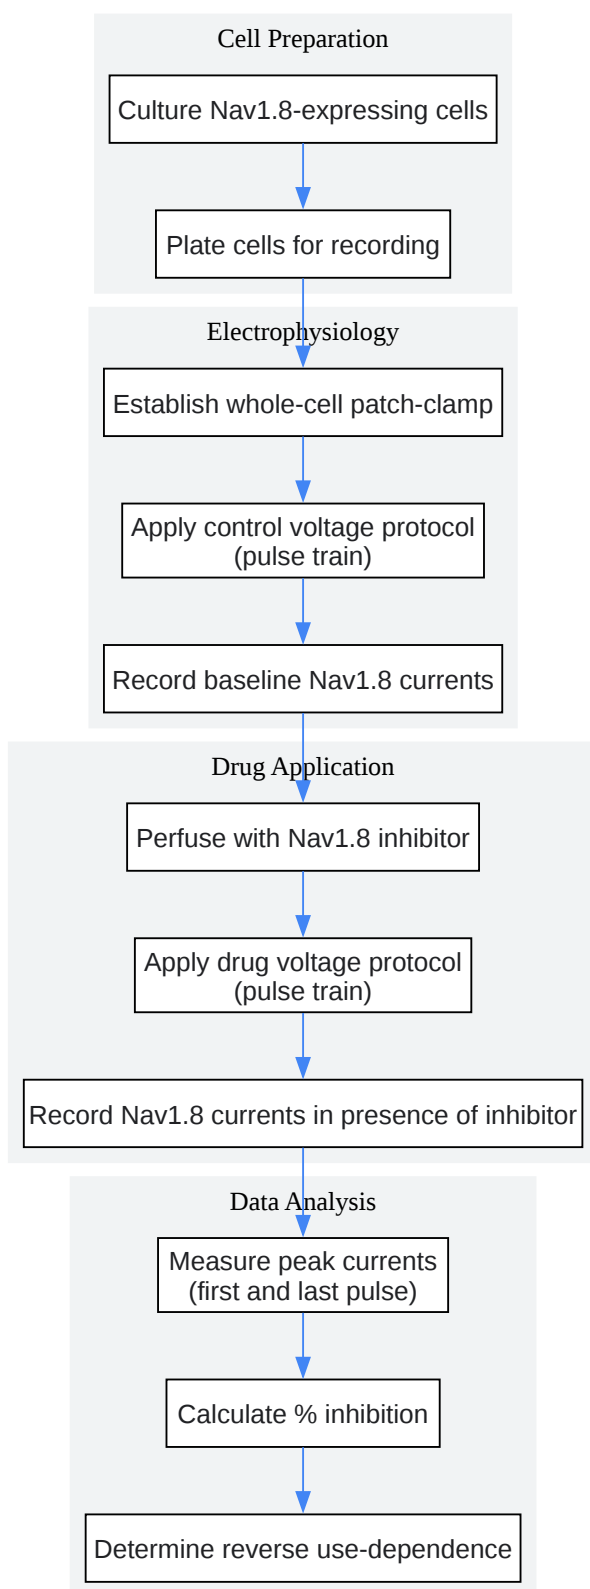 Cell Preparation
Culture Nav1.8-expressing cells
Plate cells for recording
Electrophysiology
Establish whole-cell patch-clamp
Apply control voltage protocol
(pulse train)
Record baseline Nav1.8 currents
Drug Application
Perfuse with Nav1.8 inhibitor
Apply drug voltage protocol
(pulse train)
Record Nav1.8 currents in presence of inhibitor
Data Analysis
Measure peak currents
(first and last pulse)
Calculate % inhibition
Determine reverse use-dependence